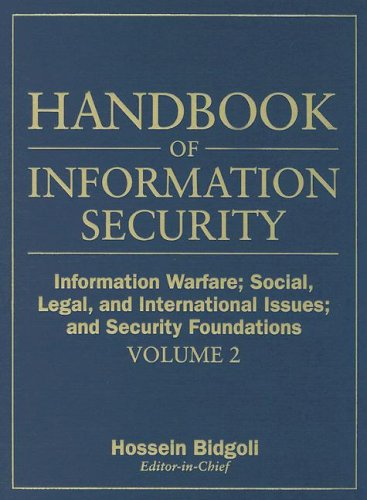 HANDBOOK
OF
INFORMATION
SECURITY
Information Warfare; Social,
Legal, and International Issues;
and Security Foundations
VOLUME 2
Hossein Bidgoli
Editor-in-Chief